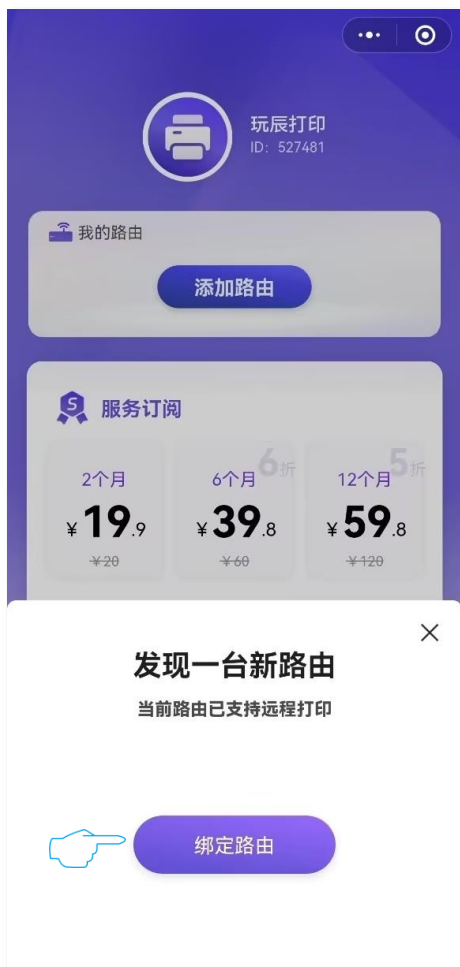 玩辰打印
ID: 527481
我的路由
添加路由
S 服务订阅
6折
5折
2个月
6个月
12个月
¥19.9
¥39.8
¥59.8
¥20
¥60
¥120
发现一台新路由
当前路由已支持远程打印
绑定路由